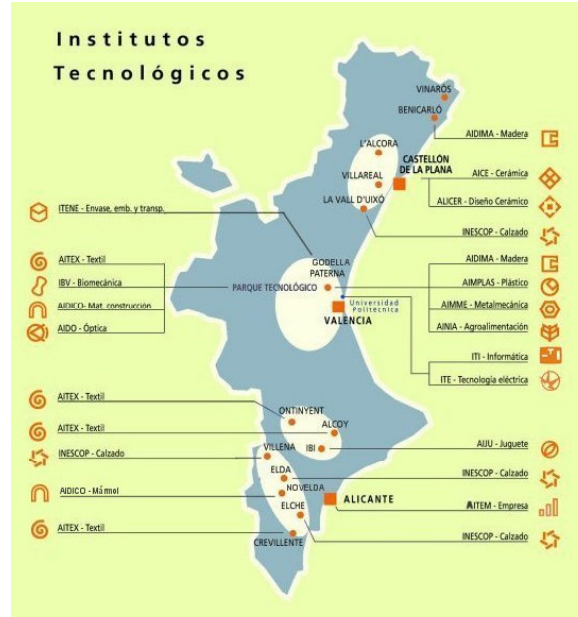 Institutos
Tecnológicos
VINARÓS
BENICARLÓ
AIDIMA - Madera
L'ALCORA
CASTELLÓN
DE LA PLANA
AICE - Cerámica
VILLAREAL
ALICER - Diseño Cerámico
LA VALL D'UIXÓ
ITENE - Envase, emb. y transp.
INESCOP - Calzado
GODELLA
PATERNA
AITEX - Textil
AIDIMA - Madera
IBV - Biomecánica
PARQUE TECNOLÓGICO
AIMPLAS - Plástico
AIDICO- Mat. construcción
Universidad
Politécnica
AIMME - Metalmecánica
VALENCIA
AIDO - Óptica
AINIA - Agroalimentación
ITI - Informática
ITE - Tecnología eléctrica
AITEX - Textil
ONTINYENT
AITEX - Textil
ALCOY
INESCOP - Calzado
VILLENA
IBI
AIJU - Juguete
ELDA
INESCOP - Calzado
AIDICO - Mármol
NOVELDA
ALICANTE
AITEM - Empresa
ELCHE
AITEX - Textil
CREVILLENTE
INESCOP - Calzado